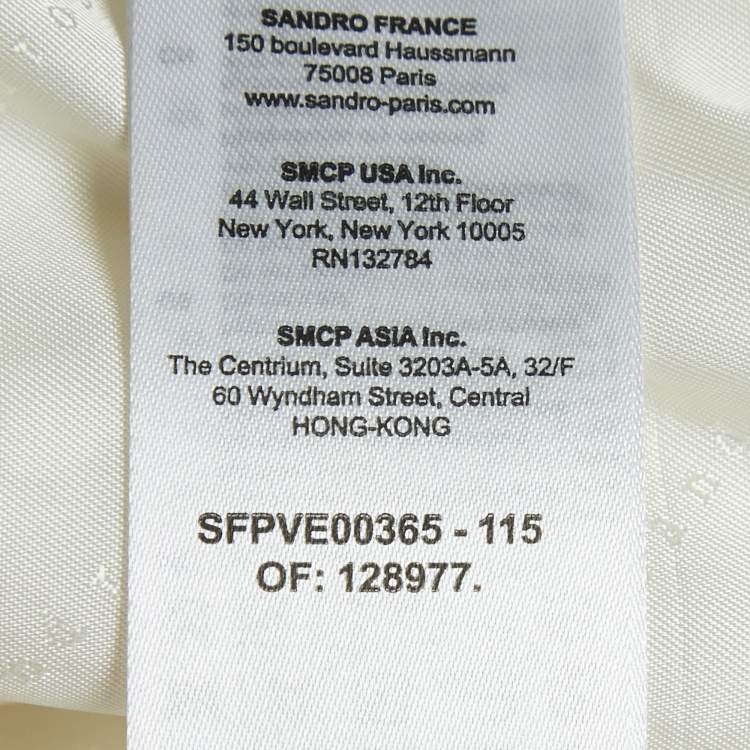 SANDRO FRANCE
150 boulevard Haussmann
75008 Paris
www.sandro-paris.com
SMCP USA Inc.
44 Wall Street, 12th Floor
New York, New York 10005
RN132784
SMCP ASIA Inc.
The Centrium, Suite 3203A-5A, 32/F
60 Wyndham Street, Central
HONG-KONG
SFPVE00365 - 115
OF: 128977.